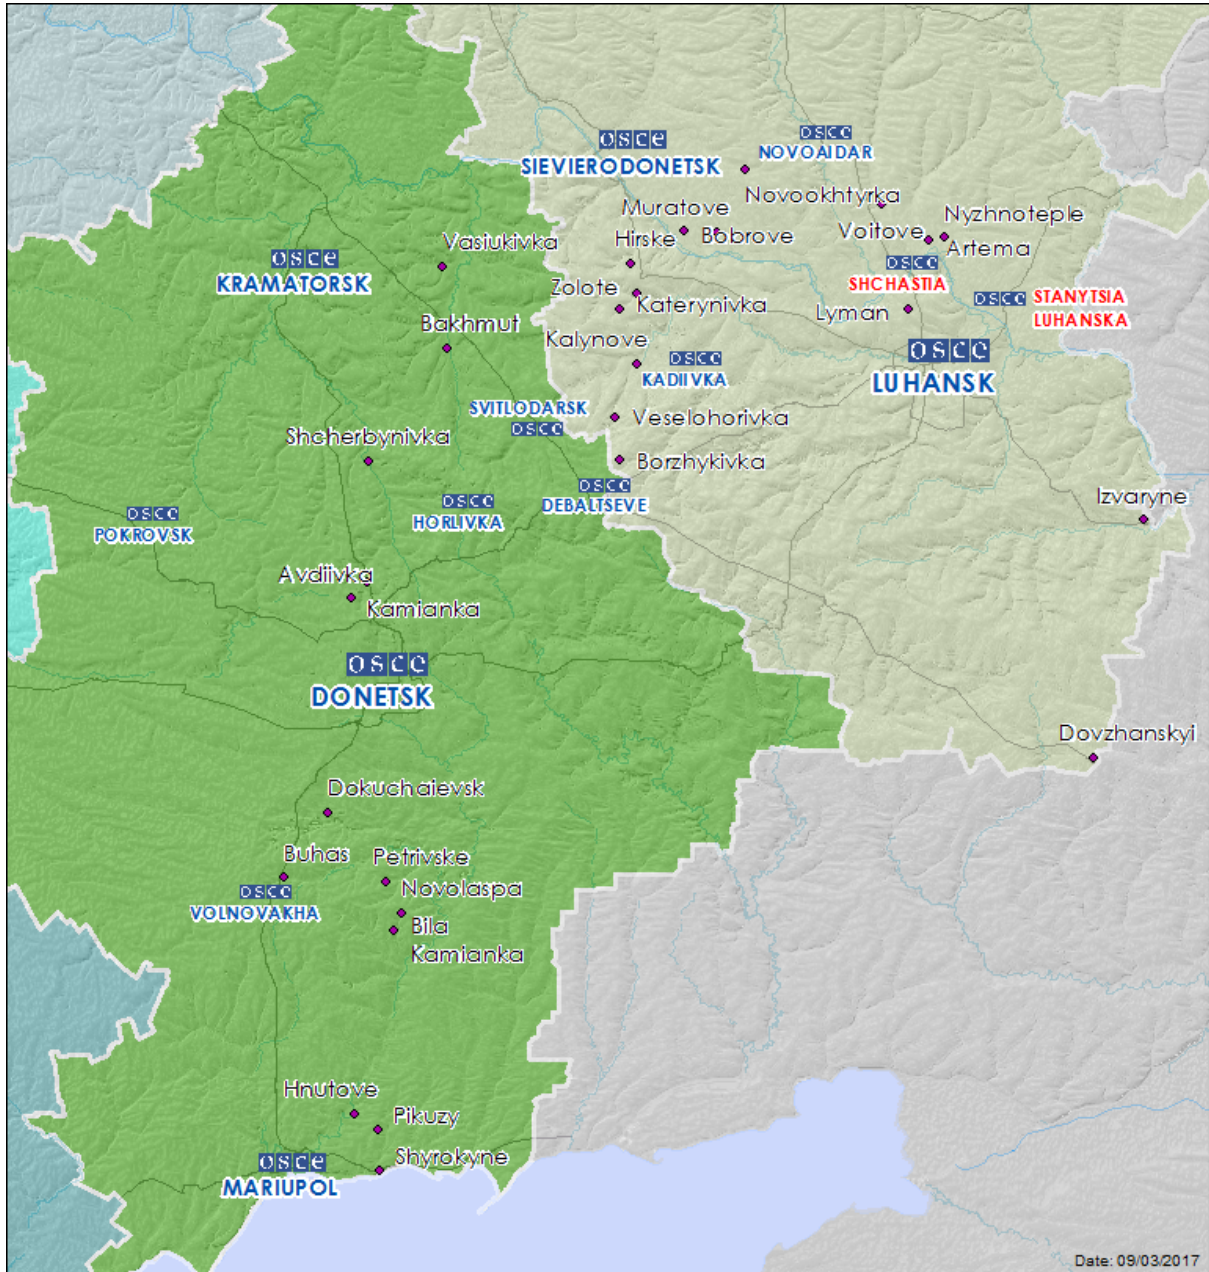 osce
NOVOAIDAR
osce
SIEVIERODONETSK
Novookhtyrka
Muratove
Nyzhnoteple
Hirske
Bobrove
Voitove
Artema
Vasiukivka
osce
KRAMATORSK
osce
SHCHASTIA
Zolote
Katerynivka
Lyman
osce
STANYTSIA
LUHANSKA
Bakhmut
Kalynove
osce
KADIIVKA
osce
LUHANSK
SVITLODARSK
osce
Veselohorivka
Shcherbynivka
Borzhykivka
osce
DEBALTSEVE
Izvaryne
osce
HORLIVKA
osce
POKROVSK
Avdiivka
Kamianka
osce
DONETSK
Dovzhanskyi
Dokuchaievsk
Buhas
Petrivske
osce
VOLNOVAKHA
Novolaspa
Bila
Kamianka
Hnutove
Pikuzy
Shyrokyne
osce
MARIUPOL
Date: 09/03/2017